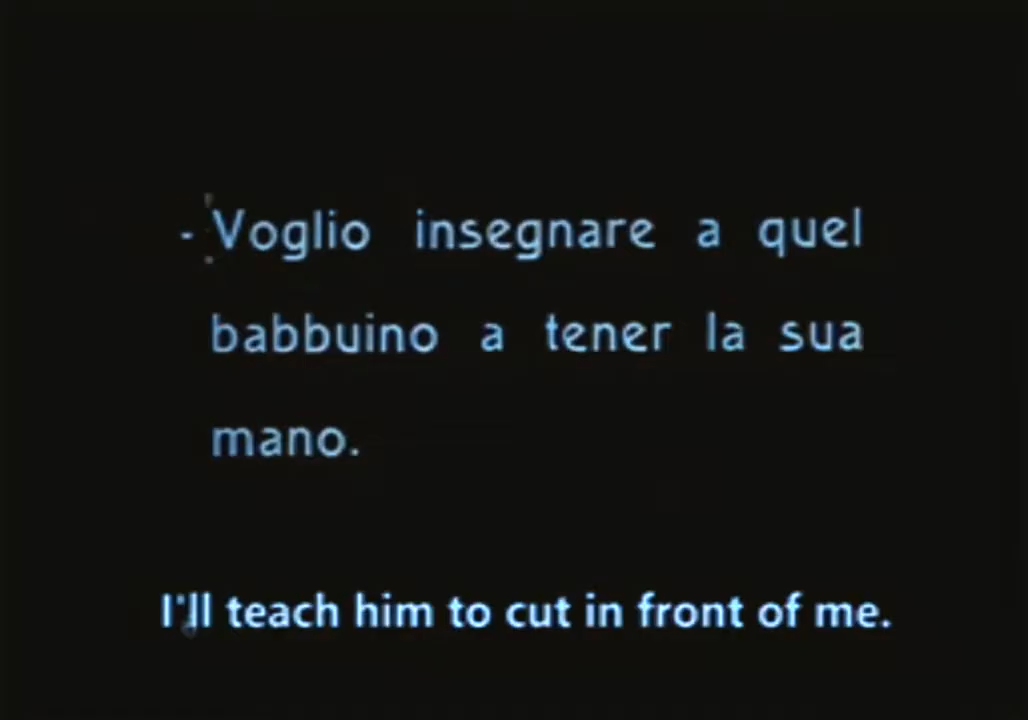 - Voglio insegnare a quel
babbuino a tener la sua
mano.
I'll teach him to cut in front of me.